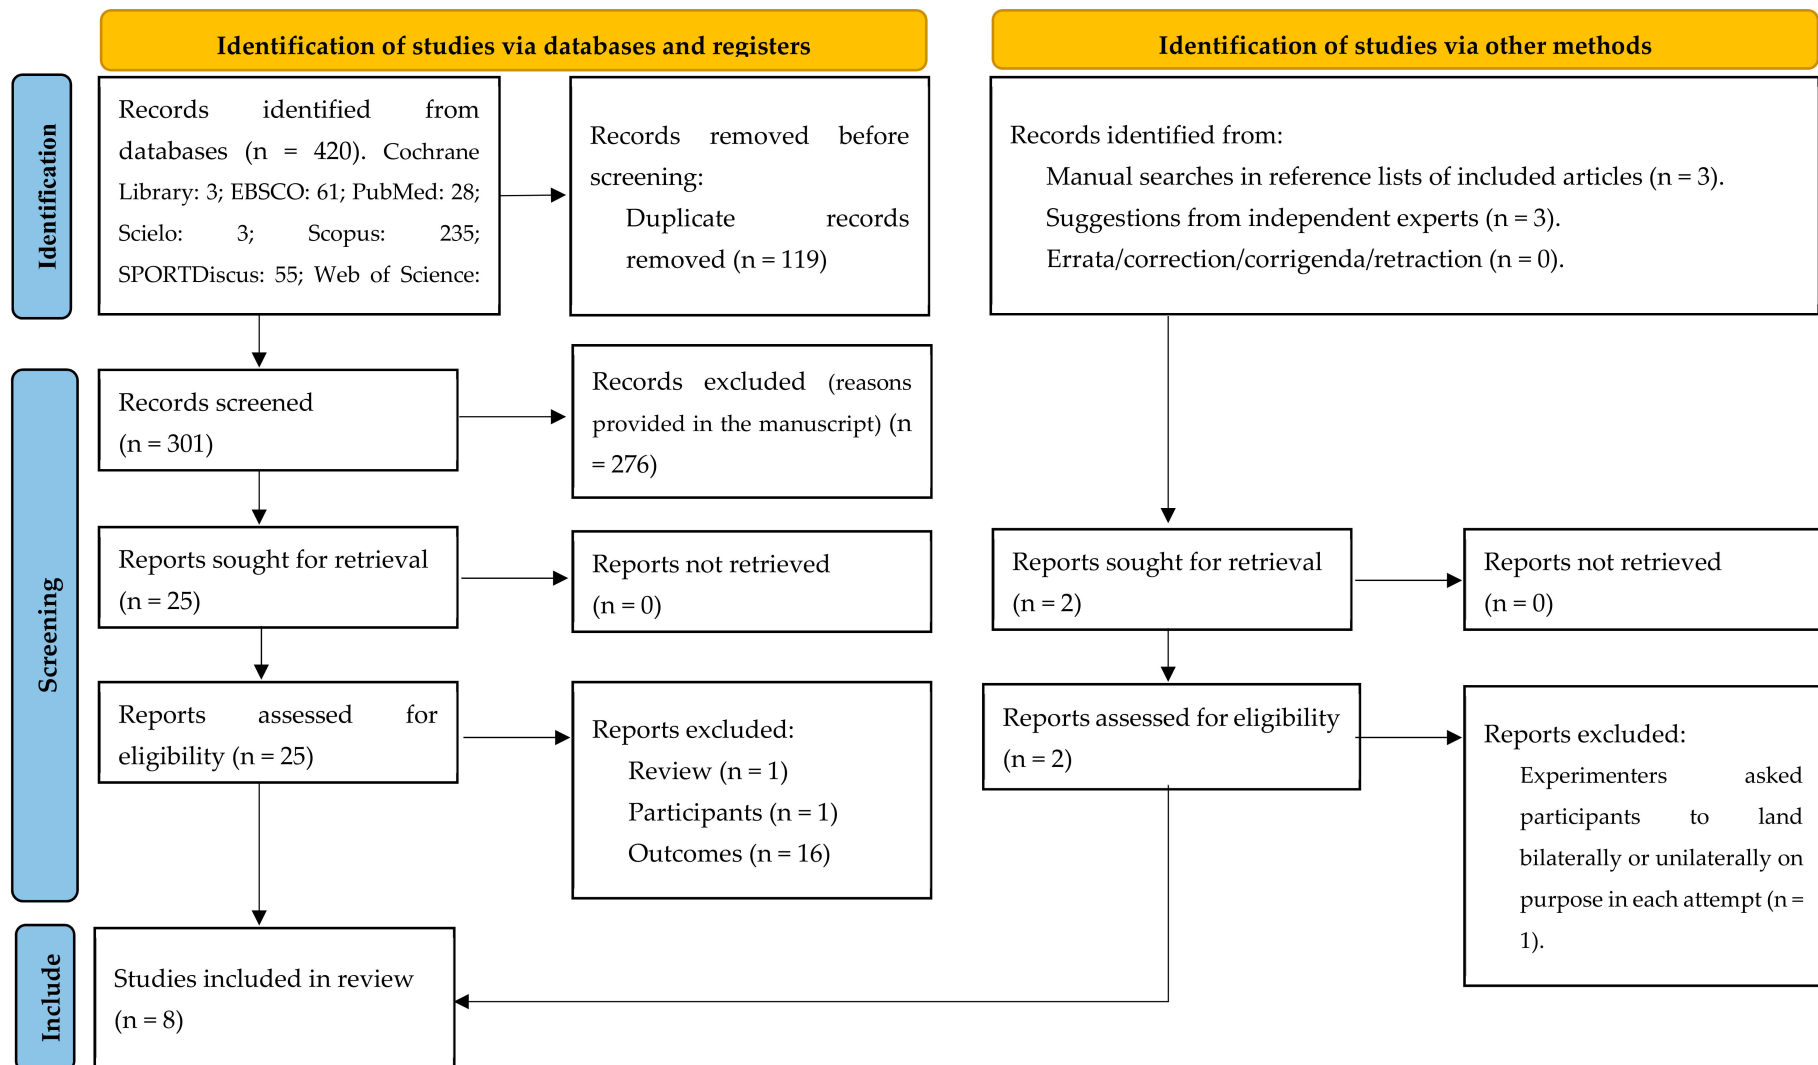 Identification of studies via databases and registers
Identification of studies via other methods
Identification
Records identified from
databases (n = 420). Cochrane
Library: 3; EBSCO: 61; PubMed: 28;
Scielo: 3; Scopus: 235;
SPORTDiscus: 55; Web of Science:
Records removed before
screening:
Duplicate records
removed (n = 119)
Records identified from:
Manual searches in reference lists of included articles (n = 3).
Suggestions from independent experts (n = 3).
Errata/correction/corrigenda/retraction (n = 0).
Screening
Records screened
(n = 301)
Records excluded (reasons
provided in the manuscript) (n
= 276)
Reports sought for retrieval
(n = 25)
Reports not retrieved
(n = 0)
Reports sought for retrieval
(n = 2)
Reports not retrieved
(n = 0)
Reports assessed for
eligibility (n = 25)
Reports excluded:
Review (n = 1)
Participants (n = 1)
Outcomes (n = 16)
Reports assessed for eligibility
(n = 2)
Reports excluded:
Experimenters asked
participants to land
bilaterally or unilaterally on
purpose in each attempt (n =
1).
Include
Studies included in review
(n = 8)